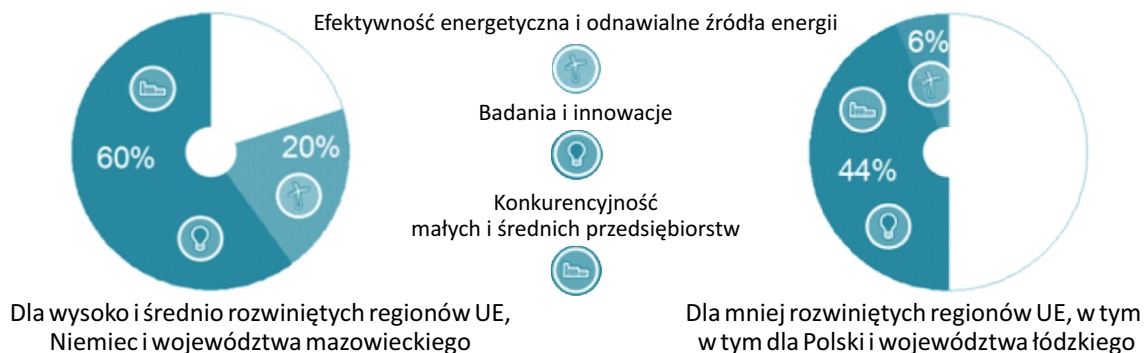 Efektywność energetyczna i odnawialne źródła energii
60%
20%
Badania i innowacje
Konkurencyjność
małych i średnich przedsiębiorstw
6%
44%
Dla wysoko i średnio rozwiniętych regionów UE,
Niemiec i województwa mazowieckiego
Dla mniej rozwiniętych regionów UE, w tym
w tym dla Polski i województwa łódzkiego